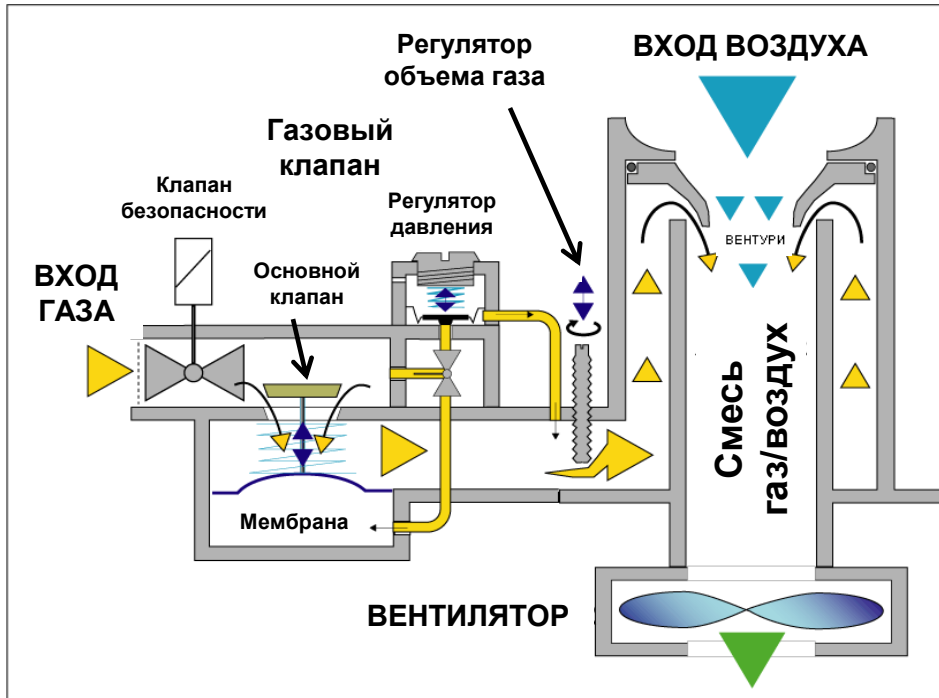 ВХОД ВОЗДУХА
Регулятор
объема газа
Газовый
клапан
Клапан
безопасности
Регулятор
давления
ВЕНТУРИ
ВХОД
ГАЗА
Основной
клапан
Смесь
газ/воздух
Мембрана
ВЕНТИЛЯТОР